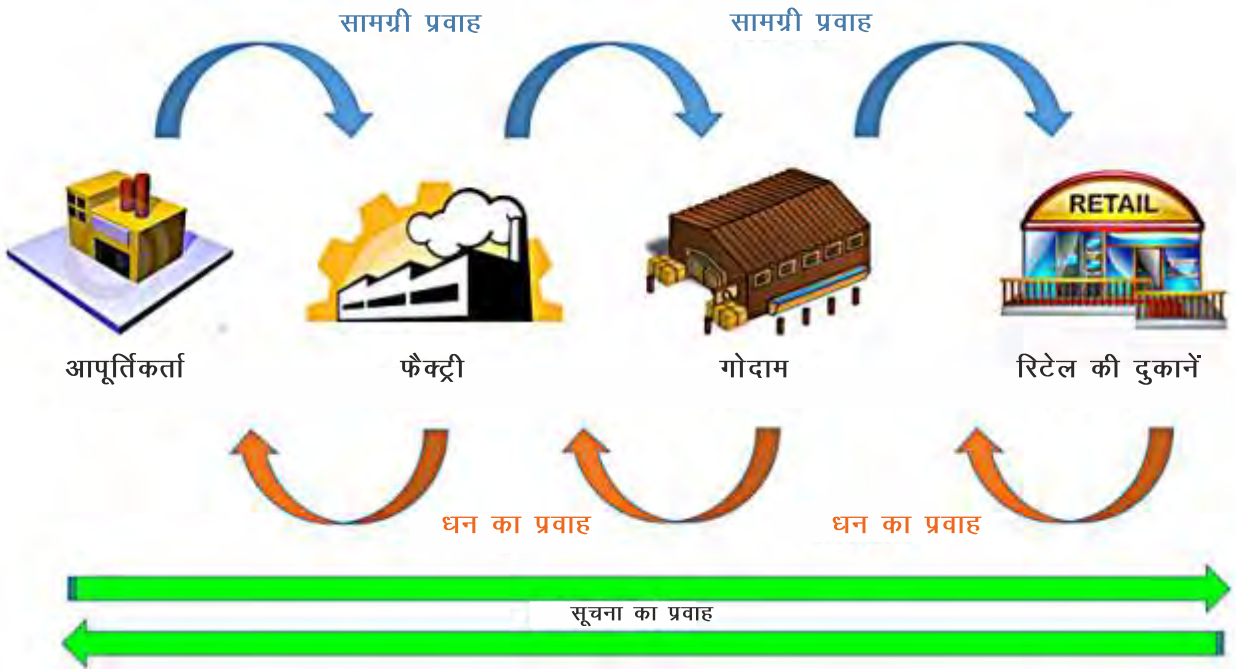 सामग्री प्रवाह
सामग्री प्रवाह
RETAIL
आपूर्तिकर्ता
फैक्ट्री
गोदाम
रिटेल की दुकानें
धन का प्रवाह
धन का प्रवाह
सूचना का प्रवाह